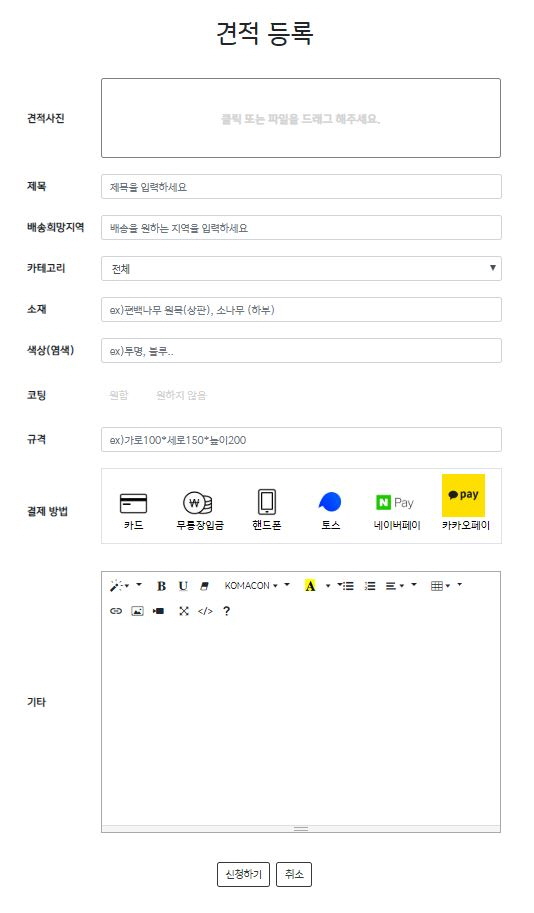 견적 등록
견적사진
클릭 또는 파일을 드래그 해주세요.
제목
제목을 입력하세요
배송희망지역
배송을 원하는 지역을 입력하세요
카테고리
전체
소재
ex)편백나무 원목(상판), 소나무 (하부)
색상(염색)
ex)투명, 블루..
코팅
원함 원하지 않음
규격
ex)가로100*세로150*높이200
결제 방법
카드 무통장입금 핸드폰 토스 네이버페이 카카오페이
N Pay
pay
B U KOMACON A
</> ?
기타
신청하기 취소